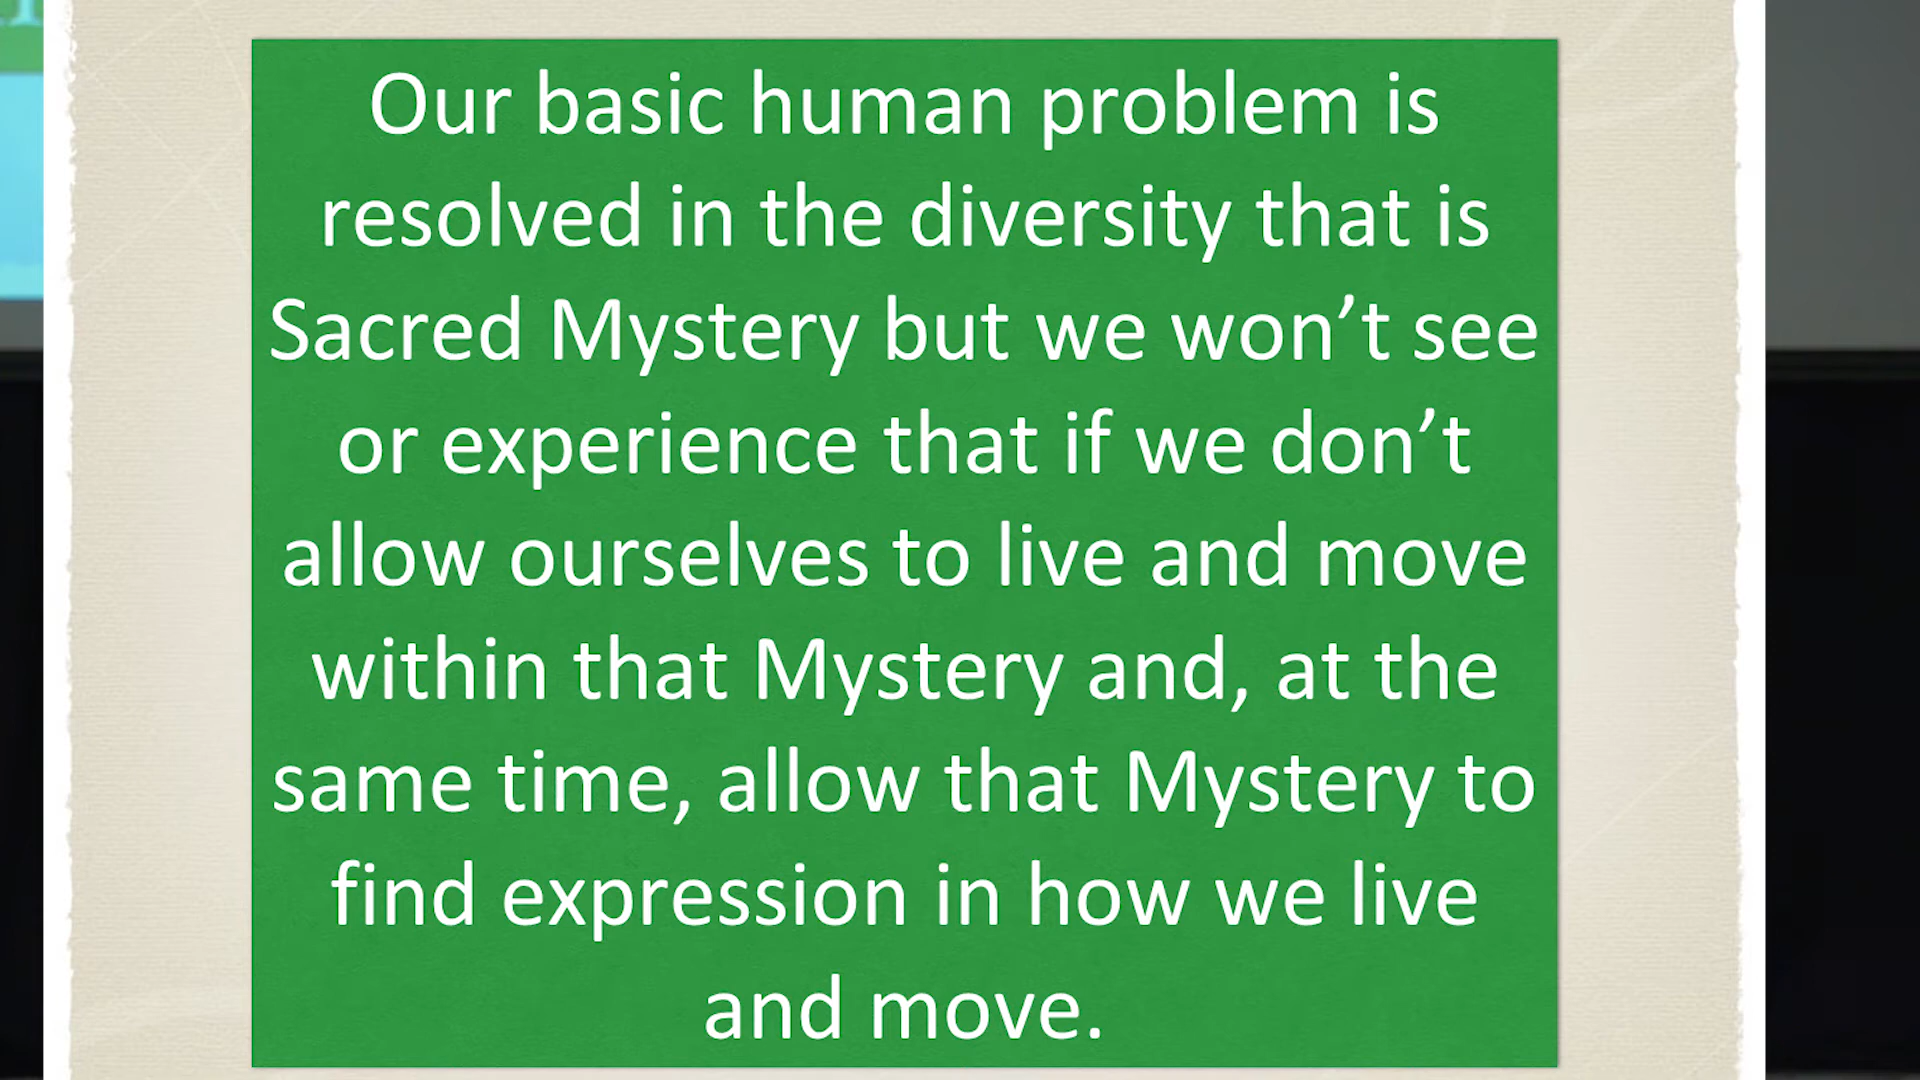 Our basic human problem is
resolved in the diversity that is
Sacred Mystery but we won’t see
or experience that if we don’t
allow ourselves to live and move
within that Mystery and, at the
same time, allow that Mystery to
find expression in how we live
and move.